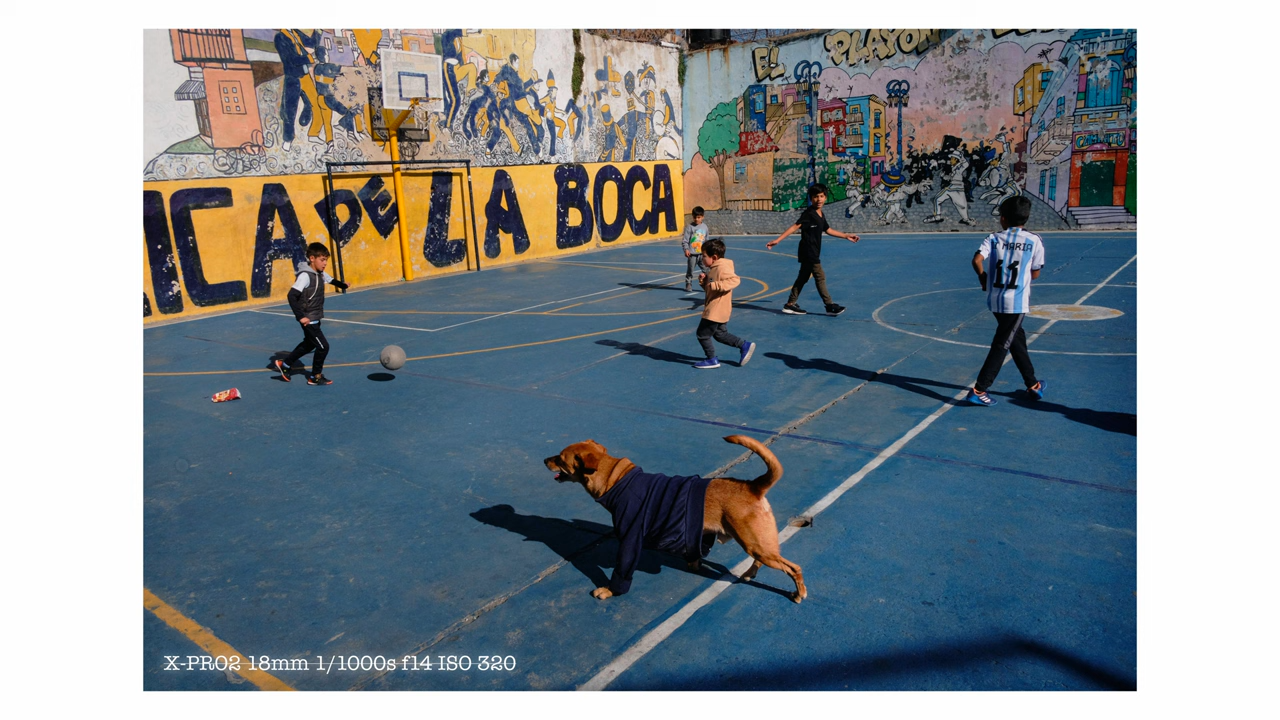 EL PLAYON
ICA DE LA BOCA
I MARIA
11
X-PRO2 18mm 1/1000s f14 ISO 320